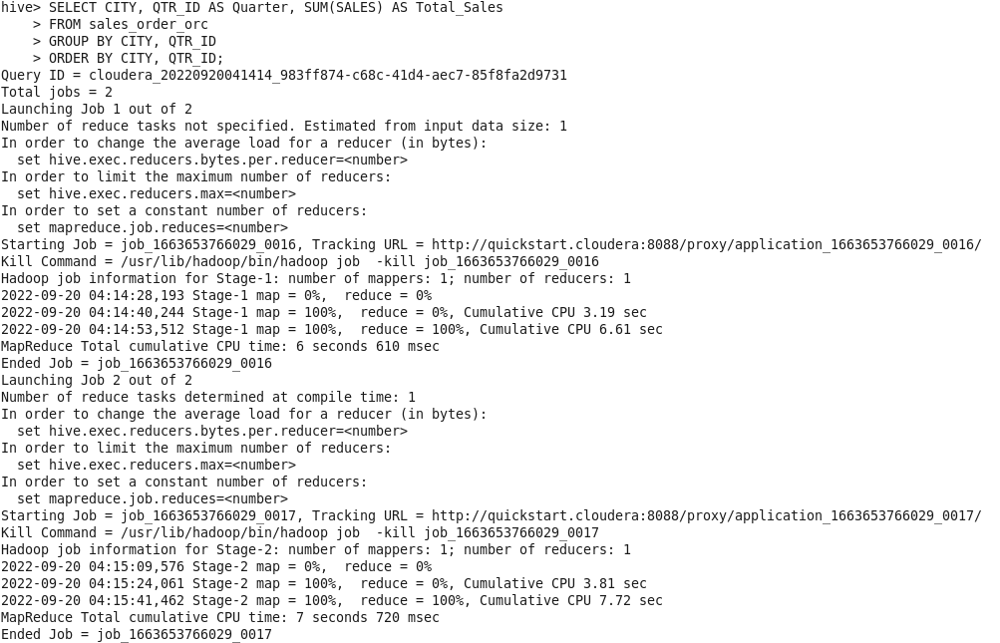 hive> SELECT CITY, QTR_ID AS Quarter, SUM(SALES) AS Total_Sales
    > FROM sales_order_orc
    > GROUP BY CITY, QTR_ID
    > ORDER BY CITY, QTR_ID;
Query ID = cloudera_20220920041414_983ff874-c68c-41d4-aec7-85f8fa2d9731
Total jobs = 2
Launching Job 1 out of 2
Number of reduce tasks not specified. Estimated from input data size: 1
In order to change the average load for a reducer (in bytes):
  set hive.exec.reducers.bytes.per.reducer=<number>
In order to limit the maximum number of reducers:
  set hive.exec.reducers.max=<number>
In order to set a constant number of reducers:
  set mapreduce.job.reduces=<number>
Starting Job = job_1663653766029_0016, Tracking URL = http://quickstart.cloudera:8088/proxy/application_1663653766029_0016/
Kill Command = /usr/lib/hadoop/bin/hadoop job  -kill job_1663653766029_0016
Hadoop job information for Stage-1: number of mappers: 1; number of reducers: 1
2022-09-20 04:14:28,193 Stage-1 map = 0%,  reduce = 0%
2022-09-20 04:14:40,244 Stage-1 map = 100%,  reduce = 0%, Cumulative CPU 3.19 sec
2022-09-20 04:14:53,512 Stage-1 map = 100%,  reduce = 100%, Cumulative CPU 6.61 sec
MapReduce Total cumulative CPU time: 6 seconds 610 msec
Ended Job = job_1663653766029_0016
Launching Job 2 out of 2
Number of reduce tasks determined at compile time: 1
In order to change the average load for a reducer (in bytes):
  set hive.exec.reducers.bytes.per.reducer=<number>
In order to limit the maximum number of reducers:
  set hive.exec.reducers.max=<number>
In order to set a constant number of reducers:
  set mapreduce.job.reduces=<number>
Starting Job = job_1663653766029_0017, Tracking URL = http://quickstart.cloudera:8088/proxy/application_1663653766029_0017/
Kill Command = /usr/lib/hadoop/bin/hadoop job  -kill job_1663653766029_0017
Hadoop job information for Stage-2: number of mappers: 1; number of reducers: 1
2022-09-20 04:15:09,576 Stage-2 map = 0%,  reduce = 0%
2022-09-20 04:15:24,061 Stage-2 map = 100%,  reduce = 0%, Cumulative CPU 3.81 sec
2022-09-20 04:15:41,462 Stage-2 map = 100%,  reduce = 100%, Cumulative CPU 7.72 sec
MapReduce Total cumulative CPU time: 7 seconds 720 msec
Ended Job = job_1663653766029_0017